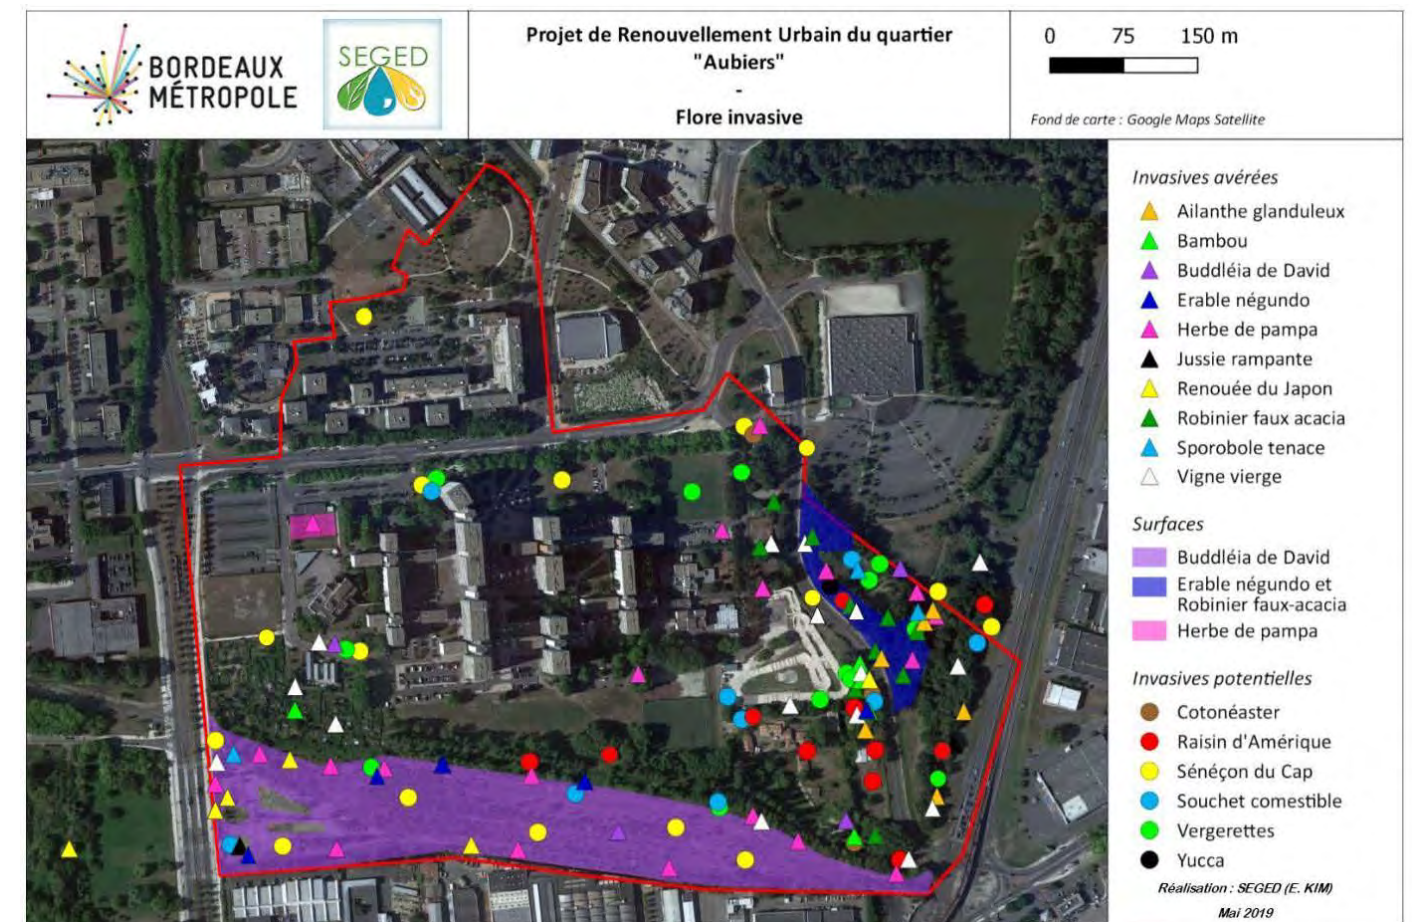 BORDEAUX
MÉTROPOLE
SEGED
Projet de Renouvellement Urbain du quartier
"Aubiers"
-
Flore invasive
0 75 150 m
Fond de carte : Google Maps Satellite
Invasives avérées
Ailanthe glanduleux
Bambou
Buddléia de David
Erable négundo
Herbe de pampa
Jussie rampante
Renouée du Japon
Robinier faux acacia
Sporobole tenace
Vigne vierge
Surfaces
Buddléia de David
Erable négundo et
Robinier faux-acacia
Herbe de pampa
Invasives potentielles
Cotonéaster
Raisin d'Amérique
Sénéçon du Cap
Souchet comestible
Vergerettes
Yucca
Réalisation : SEGED (E. KIM)
Mai 2019